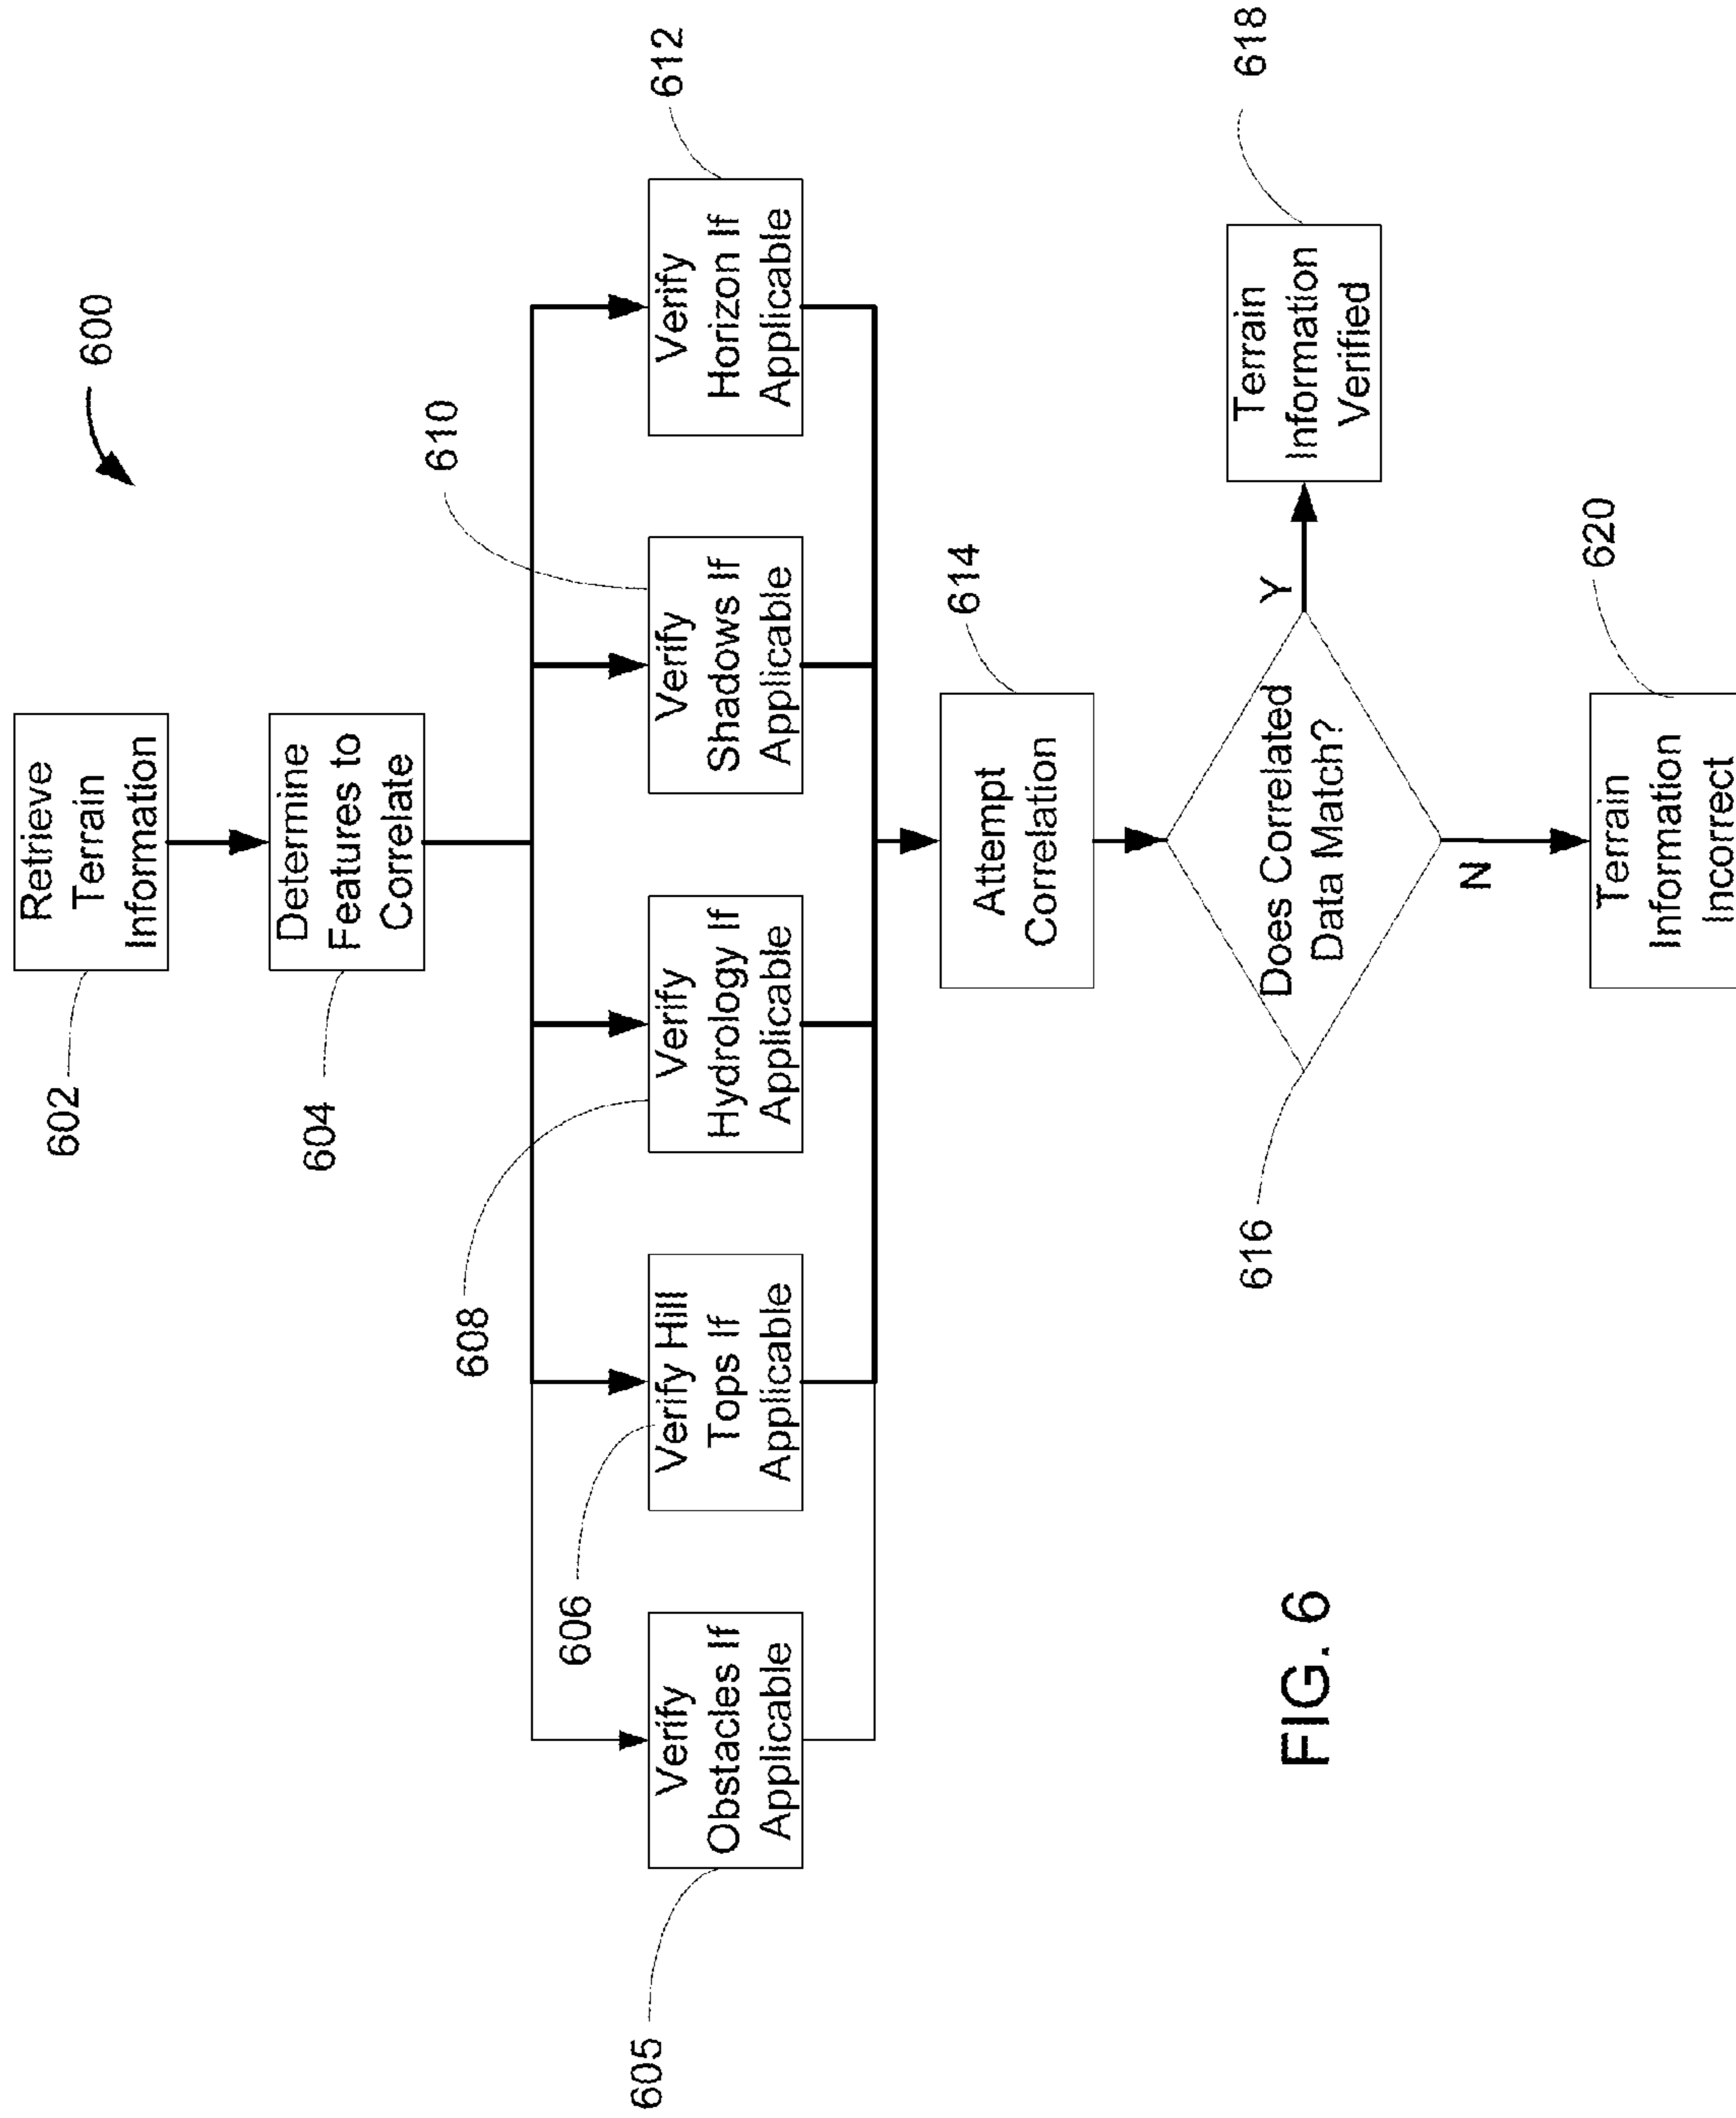 600
602
Retrieve
Terrain
Information
604
Determine
Features to
Correlate
605
Verify
Obstacles If
Applicable
606
Verify Hill
Tops If
Applicable
608
Verify
Hydrology If
Applicable
610
Verify
Shadows If
Applicable
612
Verify
Horizon If
Applicable
614
Attempt
Correlation
616
Does Correlated
Data Match?
Y
618
Terrain
Information
Verified
N
620
Terrain
Information
Incorrect
FIG. 6